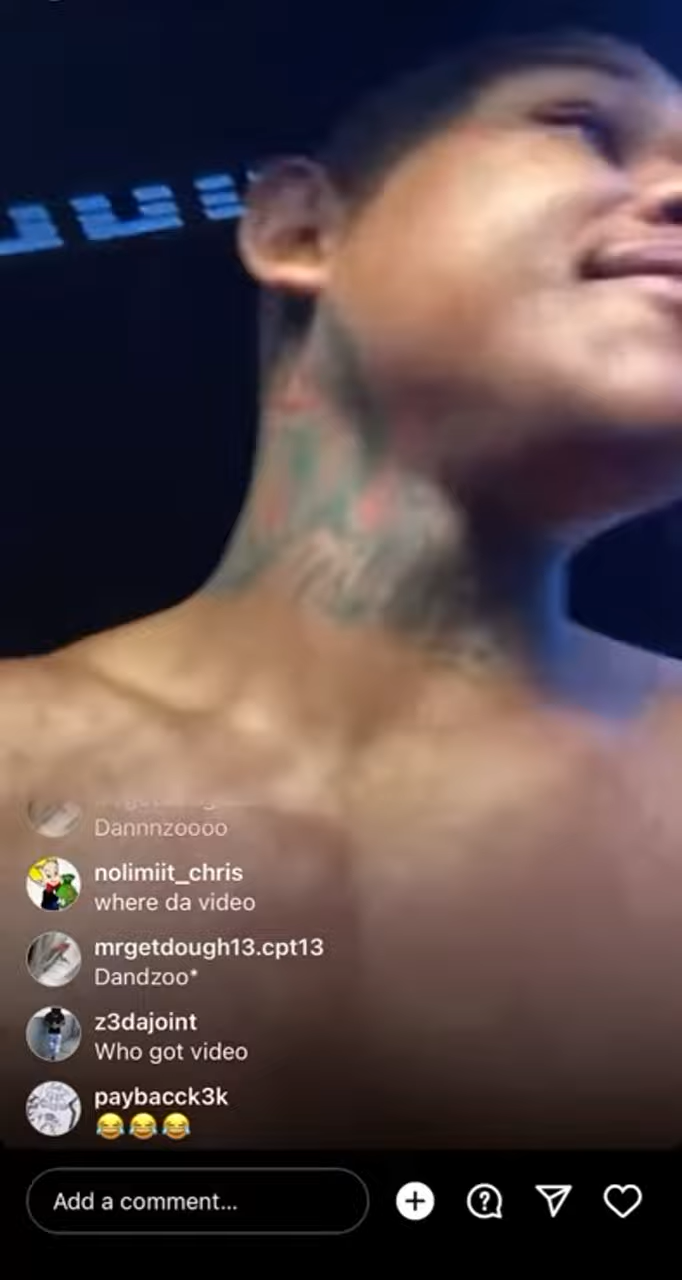 Dannnzoooo
nolimiit_chris
where da video
mrgetdough13.cpt13
Dandzoo*
z3dajoint
Who got video
paybacck3k
😂😂😂
Add a comment...